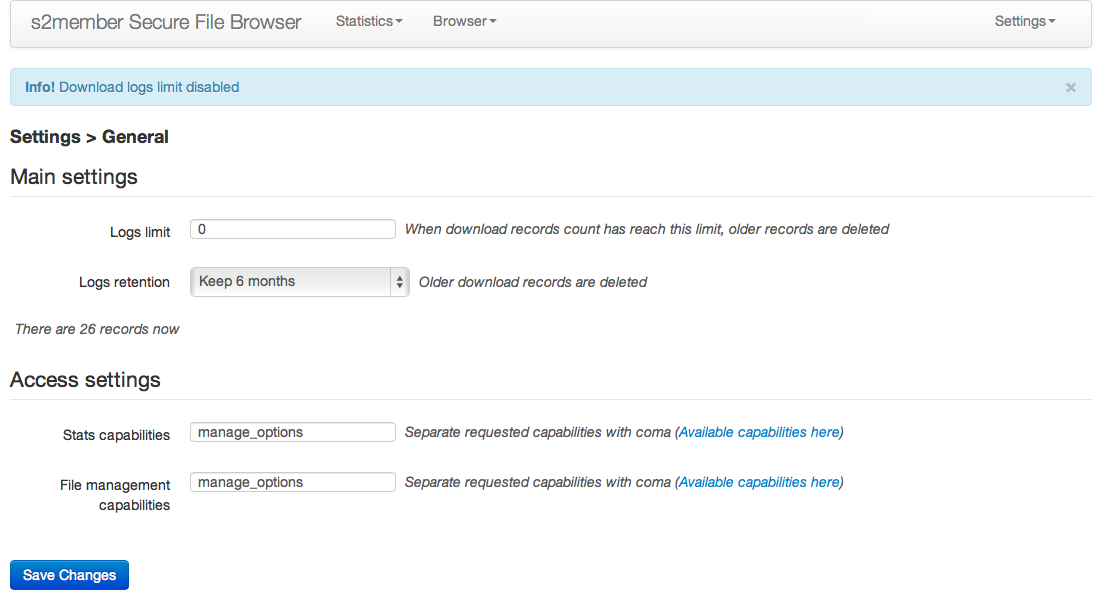 s2member Secure File Browser Statistics Browser Settings
Info! Download logs limit disabled ×
Settings > General
Main settings
Logs limit 0 When download records count has reach this limit, older records are deleted
Logs retention Keep 6 months Older download records are deleted
There are 26 records now
Access settings
Stats capabilities manage_options Separate requested capabilities with coma (Available capabilities here)
File management manage_options Separate requested capabilities with coma (Available capabilities here)
capabilities
Save Changes